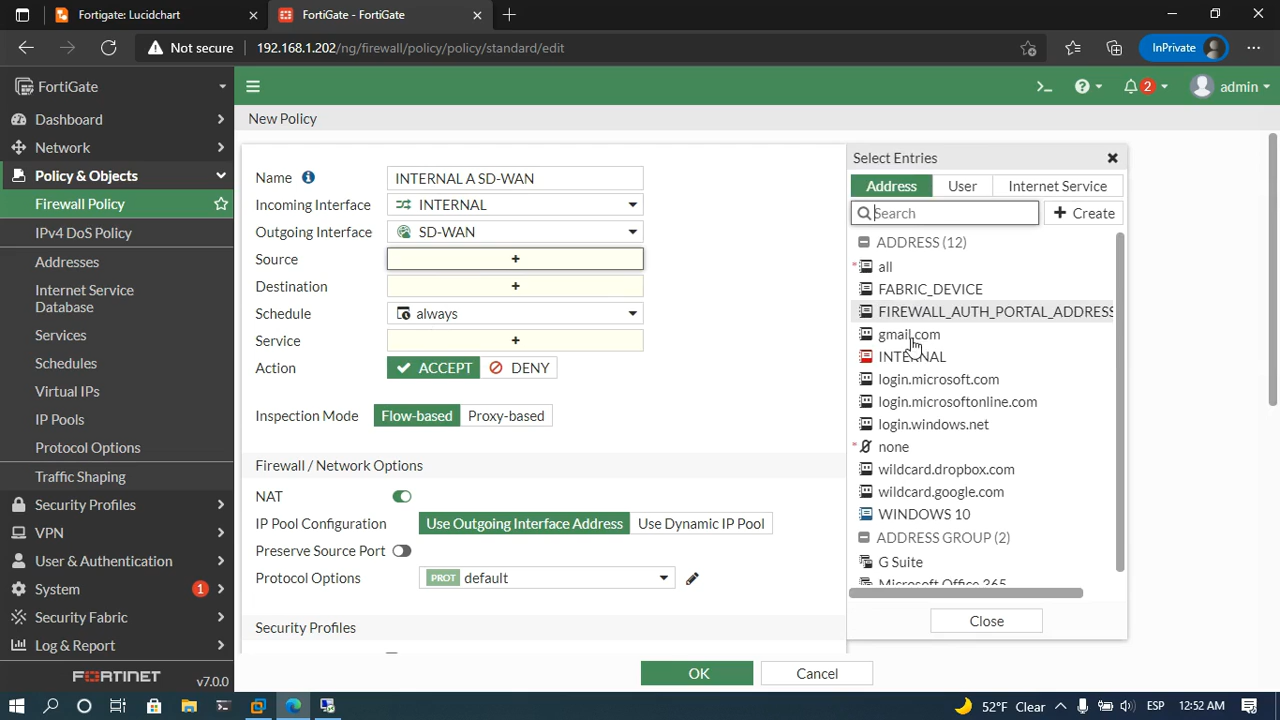 Fortigate: Lucidchart
FortiGate - FortiGate
Not secure
192.168.1.202/ng/firewall/policy/policy/standard/edit
InPrivate
FortiGate
2
admin
Dashboard
Network
Policy & Objects
Firewall Policy
IPv4 DoS Policy
Addresses
Internet Service
Database
Services
Schedules
Virtual IPs
IP Pools
Protocol Options
Traffic Shaping
Security Profiles
VPN
User & Authentication
System
1
Security Fabric
Log & Report
FORTINET
v7.0.0
New Policy
Name
INTERNAL A SD-WAN
Incoming Interface
INTERNAL
Outgoing Interface
SD-WAN
Source
Destination
Schedule
always
Service
Action
ACCEPT
DENY
Inspection Mode
Flow-based
Proxy-based
Firewall / Network Options
NAT
IP Pool Configuration
Use Outgoing Interface Address
Use Dynamic IP Pool
Preserve Source Port
Protocol Options
PROT
default
Security Profiles
OK
Cancel
Select Entries
Address
User
Internet Service
Search
Create
ADDRESS (12)
all
FABRIC_DEVICE
FIREWALL_AUTH_PORTAL_ADDRESS
gmail.com
INTERNAL
login.microsoft.com
login.microsoftonline.com
login.windows.net
none
wildcard.dropbox.com
wildcard.google.com
WINDOWS 10
ADDRESS GROUP (2)
G Suite
Microsoft Office 365
Close
52°F Clear
ESP
12:52 AM